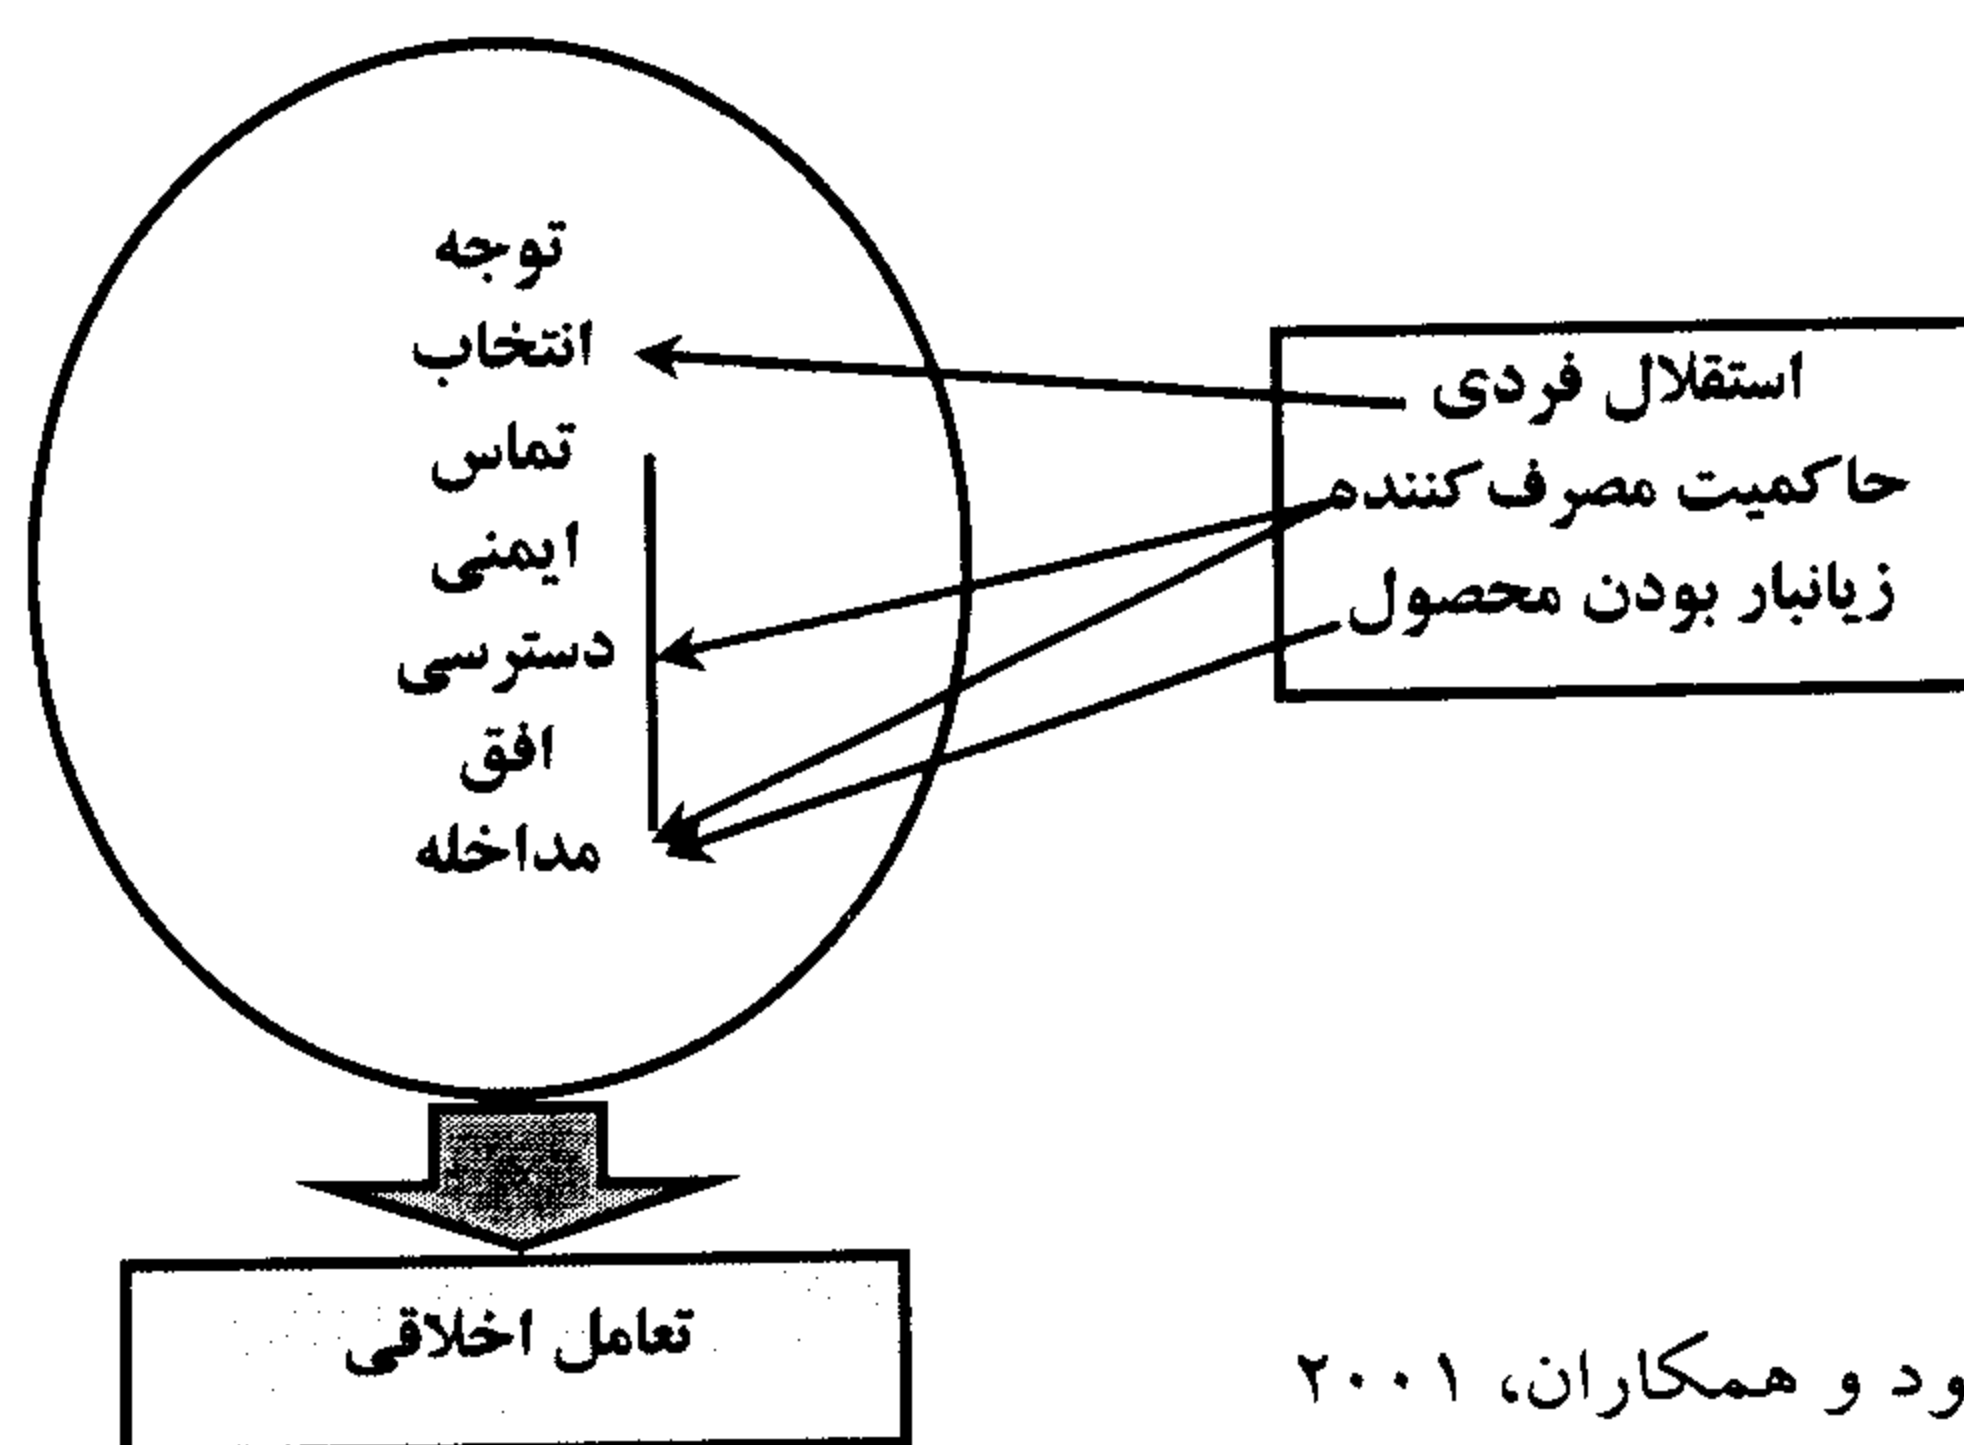 توجه
انتخاب
تماس
ایمنی
دسترسی
افق
مداخله
استقلال فردی
حاکمیت مصرف کننده
زیانبار بودن محصول
تعامل اخلاقی
و همکاران، ۲۰۰۱